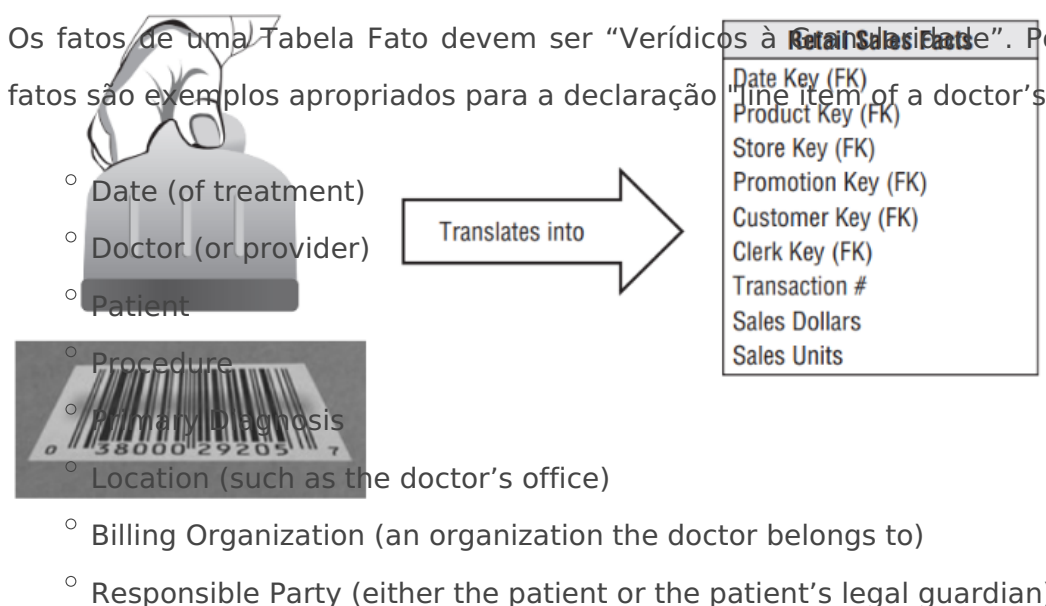 Os fatos de uma Tabela Fato devem ser “Verídicos à Granularidade”.
Retail Sales Facts
fatos são exemplos apropriados para a declaração "line item of a doctor’s
Date Key (FK)
Product Key (FK)
Store Key (FK)
Promotion Key (FK)
Customer Key (FK)
Clerk Key (FK)
Transaction #
Sales Dollars
Sales Units
Translates into
Date (of treatment)
Doctor (or provider)
Patient
Procedure
Primary Diagnosis
0 38000 29205 7
Location (such as the doctor’s office)
Billing Organization (an organization the doctor belongs to)
Responsible Party (either the patient or the patient’s legal guardian)